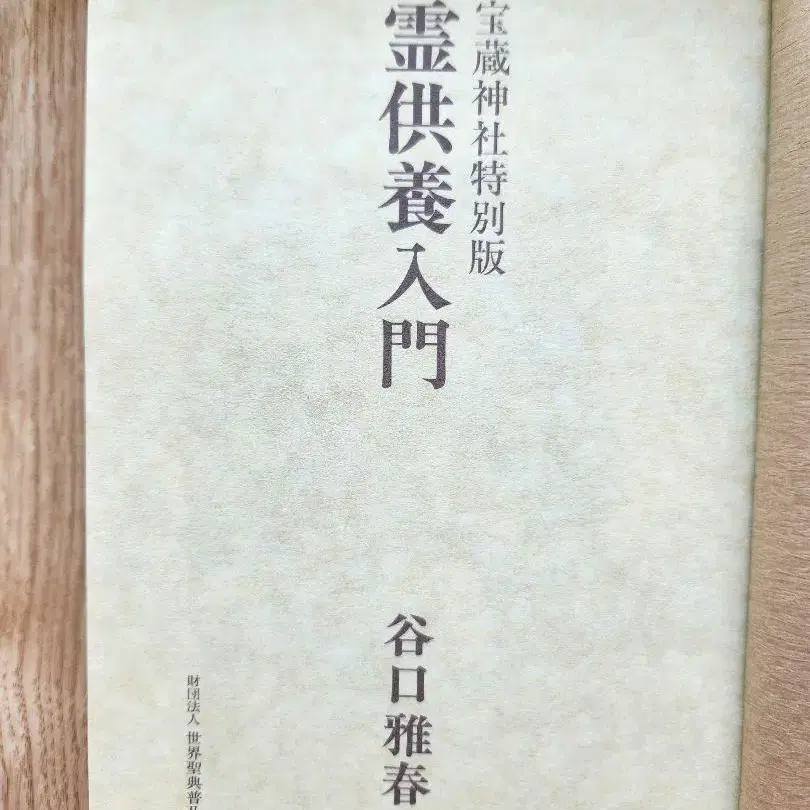 宝蔵神社特別版
霊供養入門
谷口雅春
財団法人 世界聖典普